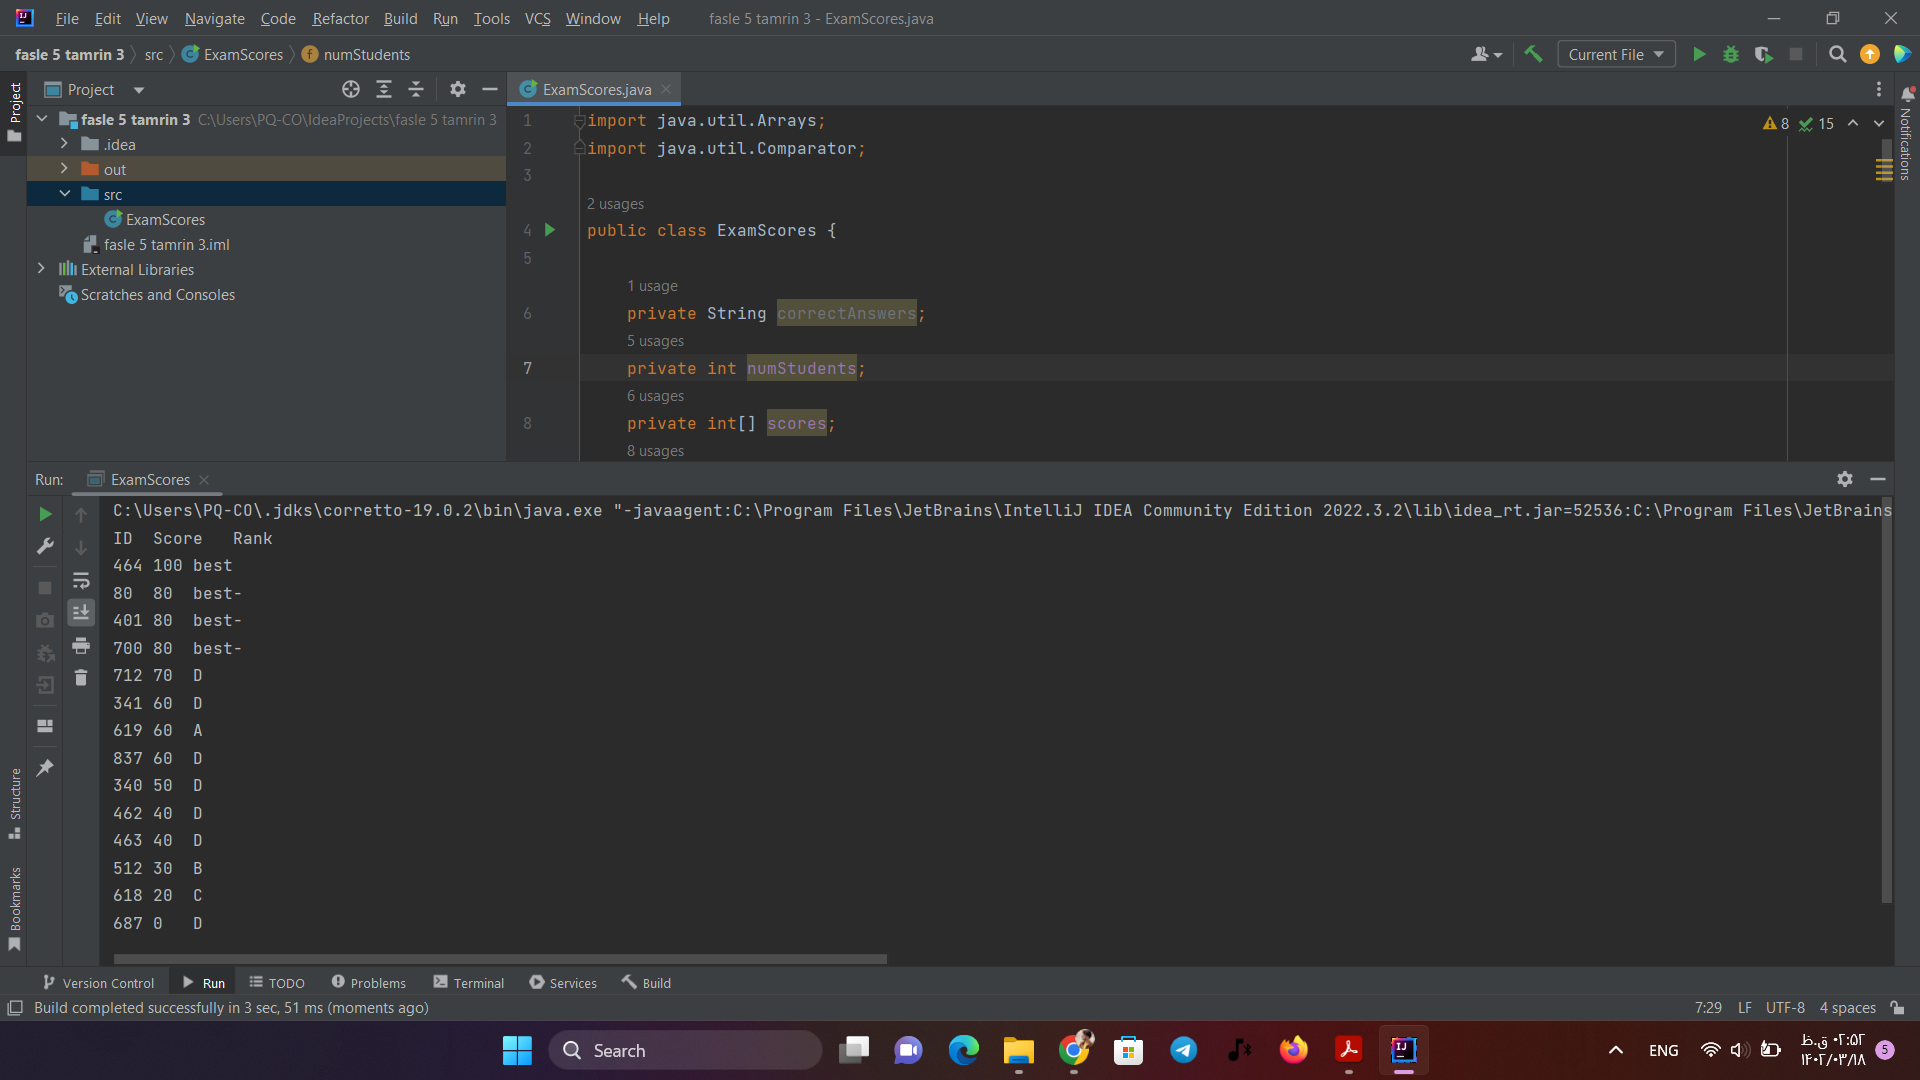 File Edit View Navigate Code Refactor Build Run Tools VCS Window Help fasle 5 tamrin 3 - ExamScores.java
fasle 5 tamrin 3 src ExamScores numStudents Current File
Project
Project
ExamScores.java
fasle 5 tamrin 3 C:\Users\PQ-CO\IdeaProjects\fasle 5 tamrin 3
.idea
out
src
ExamScores
fasle 5 tamrin 3.iml
External Libraries
Scratches and Consoles
1 import java.util.Arrays;
2 import java.util.Comparator;
3
2 usages
4 public class ExamScores {
5
1 usage
6 private String correctAnswers;
5 usages
7 private int numStudents;
6 usages
8 private int[] scores;
8 usages
8 15
Notifications
Run: ExamScores
C:\Users\PQ-CO\.jdks\corretto-19.0.2\bin\java.exe "-javaagent:C:\Program Files\JetBrains\IntelliJ IDEA Community Edition 2022.3.2\lib\idea_rt.jar=52536:C:\Program Files\JetBrains
ID Score Rank
464 100 best
80 80 best-
401 80 best-
700 80 best-
712 70 D
341 60 D
619 60 A
837 60 D
340 50 D
462 40 D
463 40 D
512 30 B
618 20 C
687 0 D
Structure
Bookmarks
Version Control Run TODO Problems Terminal Services Build
Build completed successfully in 3 sec, 51 ms (moments ago) 7:29 LF UTF-8 4 spaces
Search
ENG
۰۲:۵۲ ق.ظ
۱۴۰۲/۰۳/۱۸
5